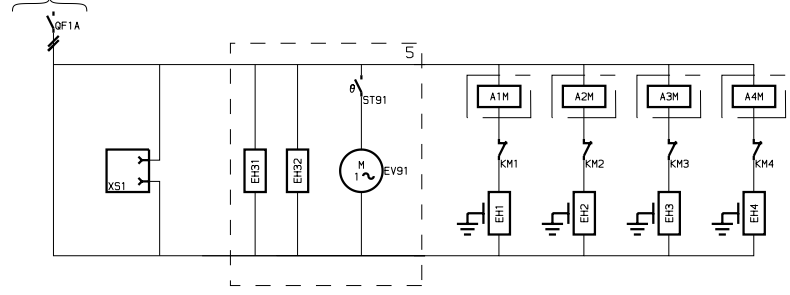 QF1A
5
A1M
A2M
A3M
A4M
θ
ST91
XS1
EH31
EH32
M
1
EV91
KM1
KM2
KM3
KM4
EH1
EH2
EH3
EH4